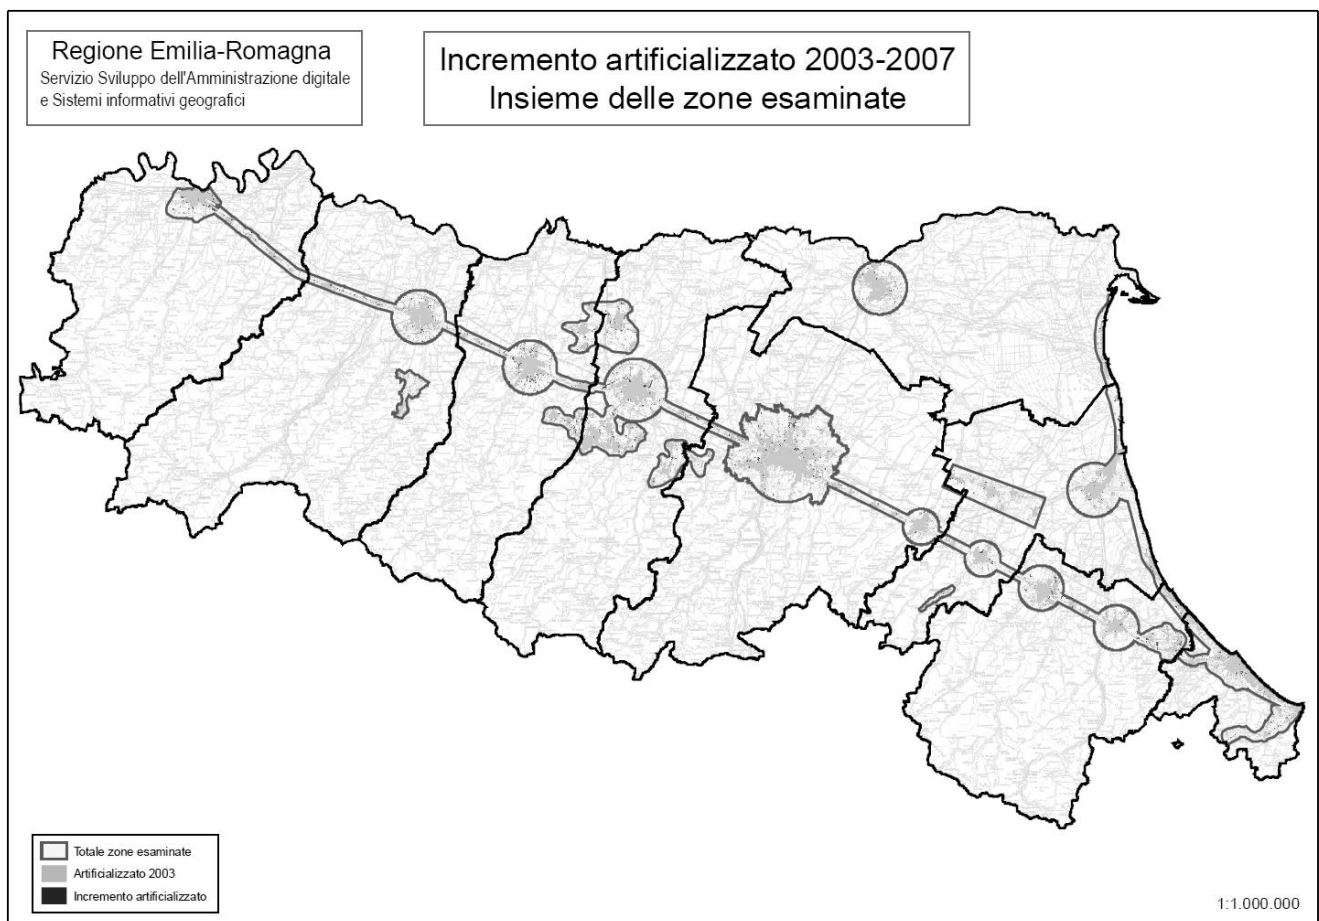 Regione Emilia-Romagna
Servizio Sviluppo dell'Amministrazione digitale
e Sistemi informativi geografici
Incremento artificializzato 2003-2007
Insieme delle zone esaminate
Totale zone esaminate
Artificializzato 2003
Incremento artificializzato
1:1.000.000